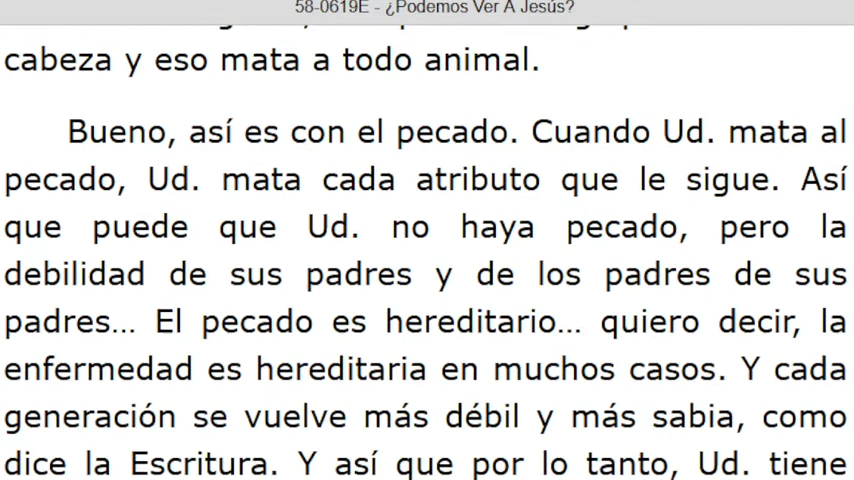 58-0619E - ¿Podemos Ver A Jesús?
cabeza y eso mata a todo animal.
Bueno, así es con el pecado. Cuando Ud. mata al
pecado, Ud. mata cada atributo que le sigue. Así
que puede que Ud. no haya pecado, pero la
debilidad de sus padres y de los padres de sus
padres… El pecado es hereditario… quiero decir, la
enfermedad es hereditaria en muchos casos. Y cada
generación se vuelve más débil y más sabia, como
dice la Escritura. Y así que por lo tanto, Ud. tiene